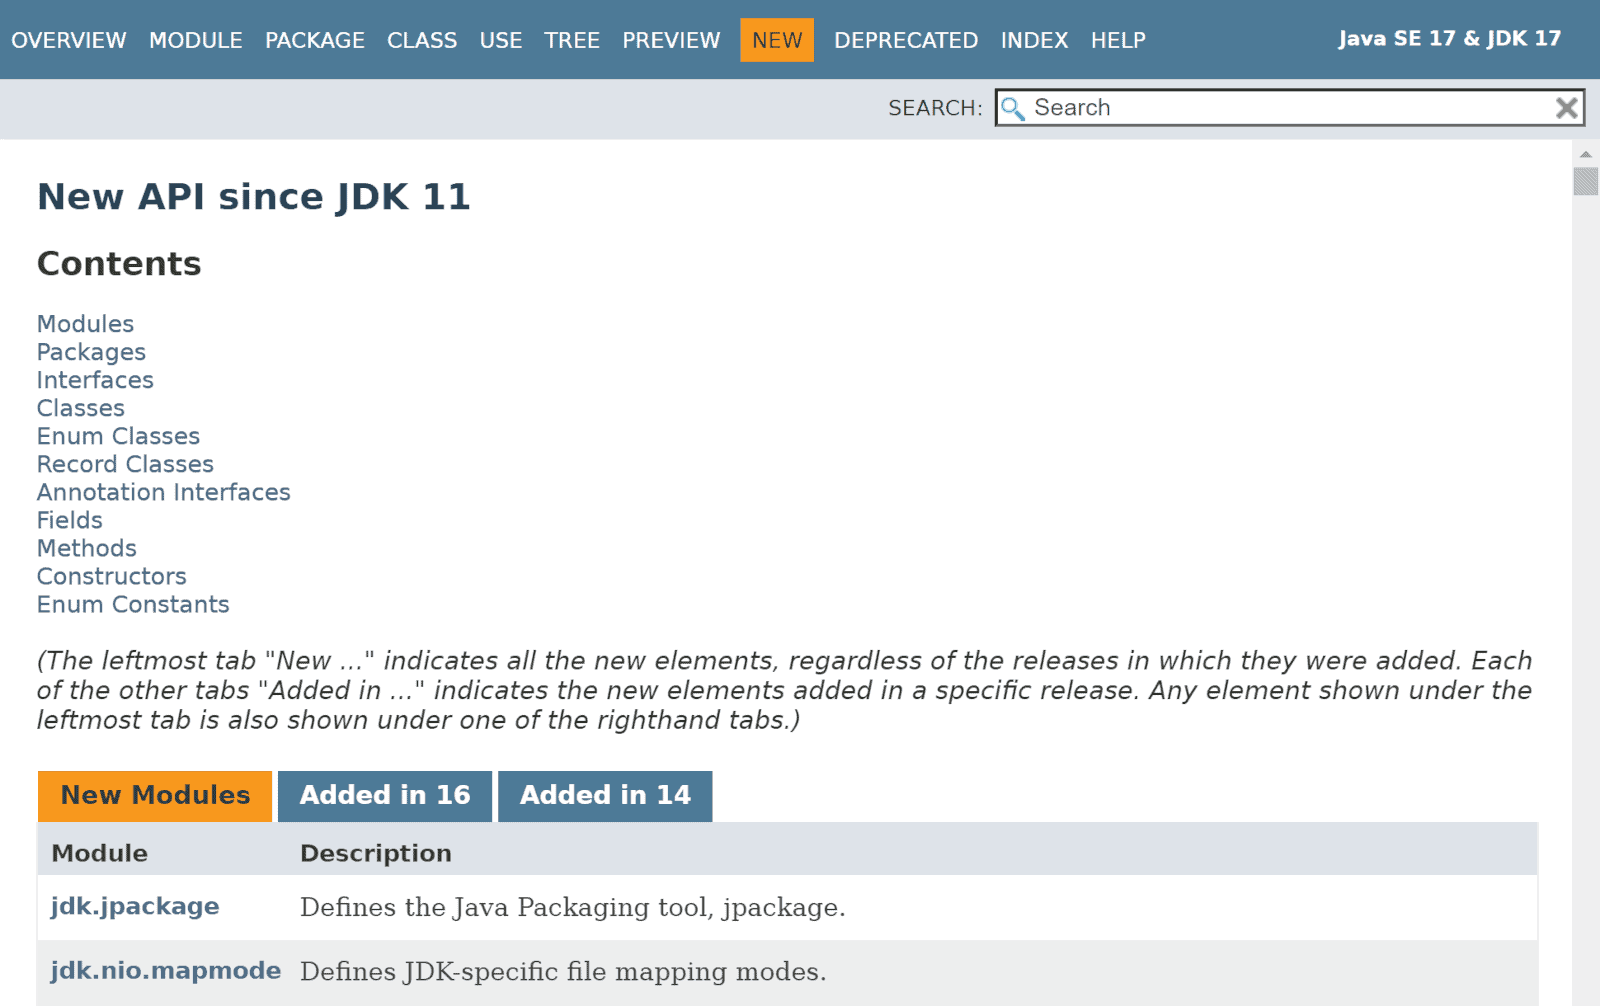 OVERVIEW MODULE PACKAGE CLASS USE TREE PREVIEW NEW DEPRECATED INDEX HELP Java SE 17 & JDK 17
SEARCH: Search
New API since JDK 11
Contents
Modules
Packages
Interfaces
Classes
Enum Classes
Record Classes
Annotation Interfaces
Fields
Methods
Constructors
Enum Constants
(The leftmost tab "New ..." indicates all the new elements, regardless of the releases in which they were added. Each
of the other tabs "Added in ..." indicates the new elements added in a specific release. Any element shown under the
leftmost tab is also shown under one of the righthand tabs.)
New Modules Added in 16 Added in 14
Module Description
jdk.jpackage Defines the Java Packaging tool, jpackage.
jdk.nio.mapmode Defines JDK-specific file mapping modes.